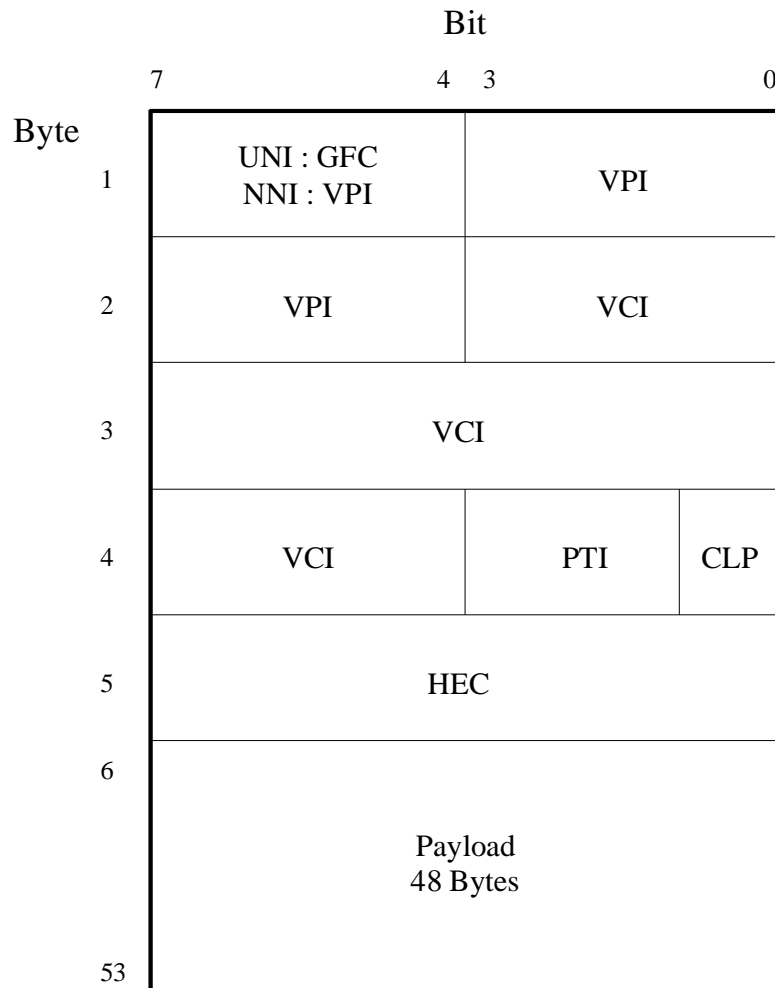 Bit
7 4 3 0
Byte
1 UNI : GFC VPI
NNI : VPI
2 VPI VCI
3 VCI
4 VCI PTI CLP
5 HEC
6
Payload
48 Bytes
53